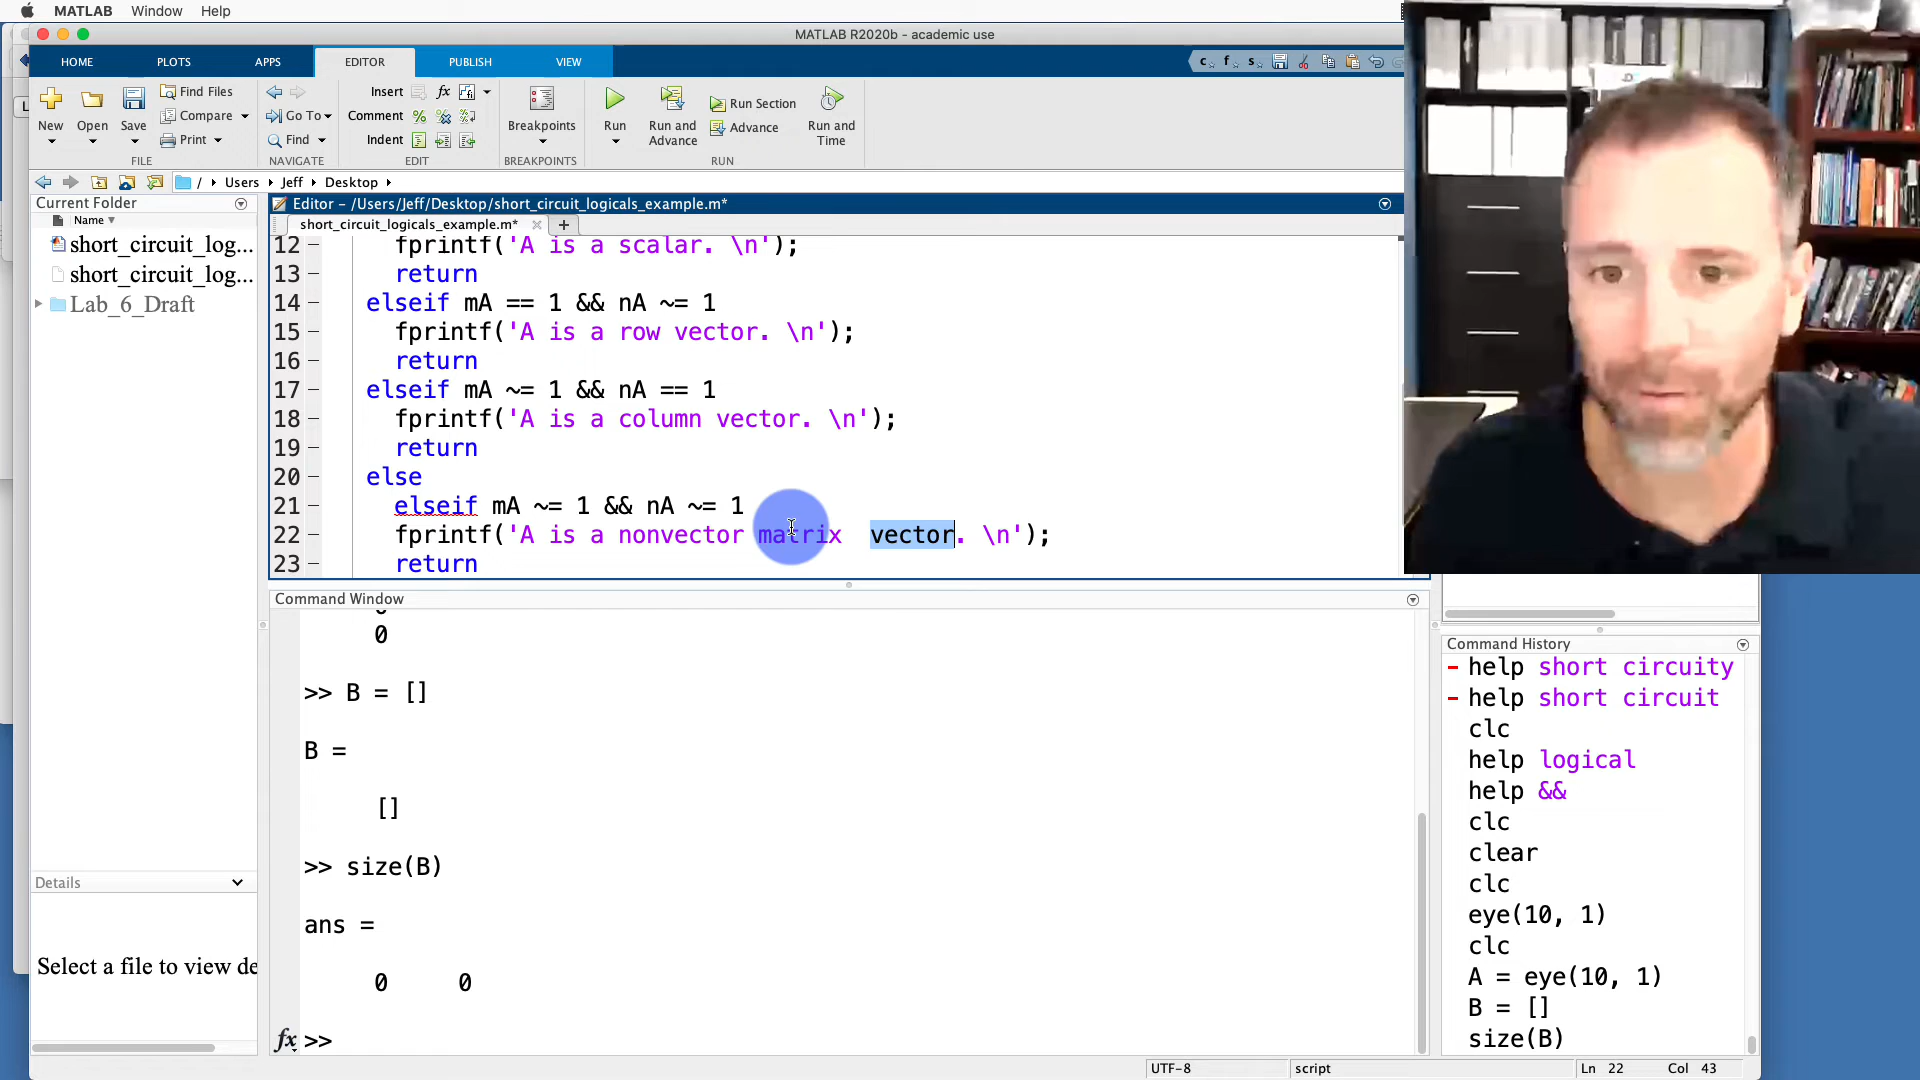 MATLAB Window Help
MATLAB R2020b - academic use
HOME PLOTS APPS EDITOR PUBLISH VIEW
New Open Save
Find Files
Compare
Print
FILE
Go To
Find
NAVIGATE
Insert fx
Comment %
Indent
EDIT
Breakpoints
BREAKPOINTS
Run
Run and Advance
Run Section
Advance
Run and Time
RUN
/ Users Jeff Desktop
Current Folder
Name
short_circuit_log...
short_circuit_log...
Lab_6_Draft
Details
Select a file to view de
Editor – /Users/Jeff/Desktop/short_circuit_logicals_example.m*
short_circuit_logicals_example.m* +
12 – fprintf('A is a scalar. \n');
13 – return
14 – elseif mA == 1 && nA ~= 1
15 – fprintf('A is a row vector. \n');
16 – return
17 – elseif mA ~= 1 && nA == 1
18 – fprintf('A is a column vector. \n');
19 – return
20 – else
21 – elseif mA ~= 1 && nA ~= 1
22 – fprintf('A is a nonvector matrix  vector. \n');
23 – return
Command Window
0
>> B = []
B =
[]
>> size(B)
ans =
0 0
fx >>
Command History
help short circuity
help short circuit
clc
help logical
help &&
clc
clear
clc
eye(10, 1)
clc
A = eye(10, 1)
B = []
size(B)
UTF-8 script Ln 22 Col 43